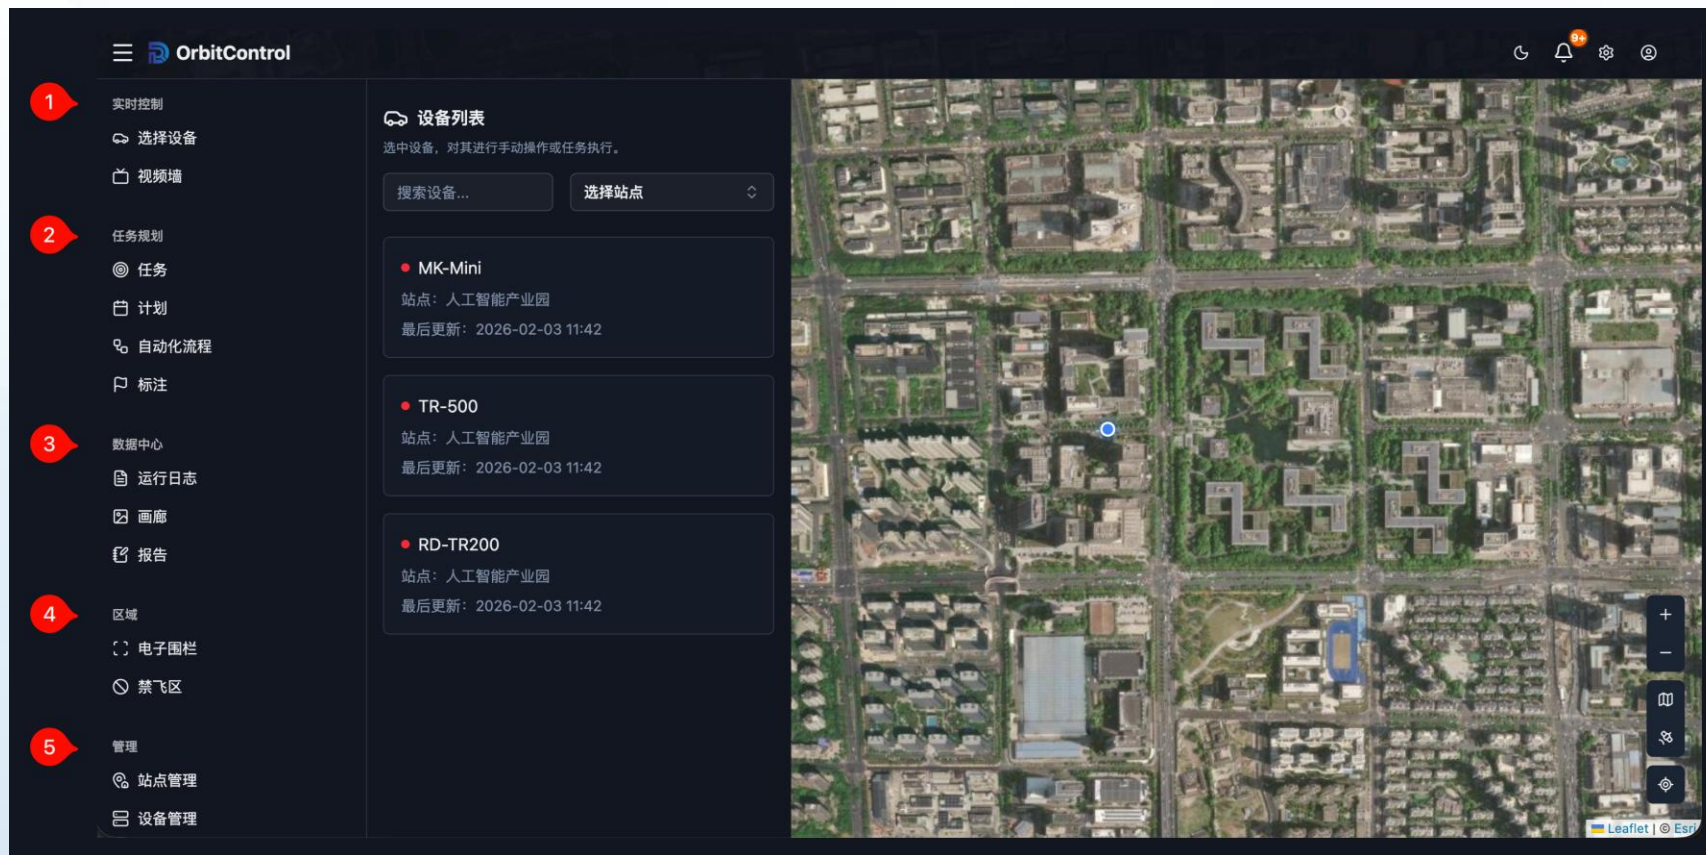 OrbitControl
9+
1
实时控制
选择设备
视频墙
2
任务规划
任务
计划
自动化流程
标注
3
数据中心
运行日志
画廊
报告
4
区域
电子围栏
禁飞区
5
管理
站点管理
设备管理
设备列表
选中设备，对其进行手动操作或任务执行。
搜索设备...
选择站点
MK-Mini
站点：人工智能产业园
最后更新：2026-02-03 11:42
TR-500
站点：人工智能产业园
最后更新：2026-02-03 11:42
RD-TR200
站点：人工智能产业园
最后更新：2026-02-03 11:42
+
−
Leaflet | © Esri